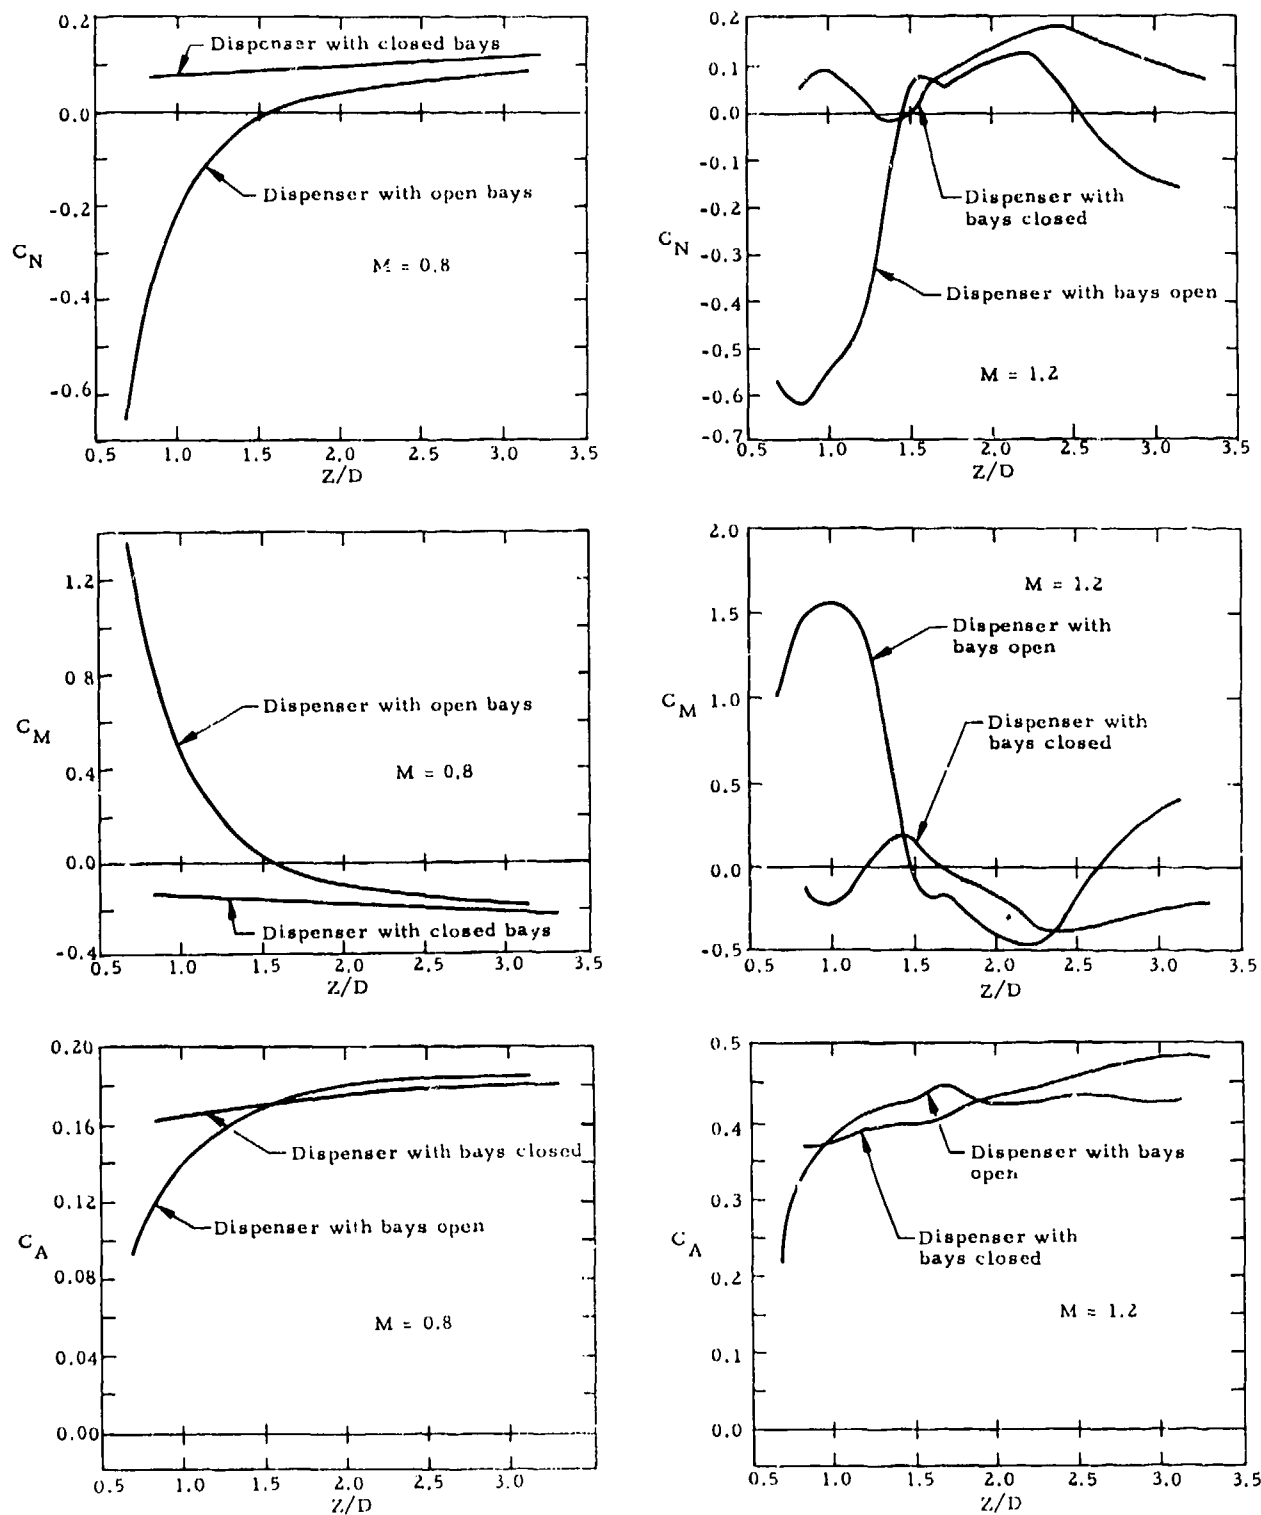 0.2
Dispenser with closed bays
0.0
Dispenser with open bays
-0.2
C N
M = 0.8
-0.4
-0.6
0.5 1.0 1.5 2.0 2.5 3.0 3.5
Z/D
0.2
0.1
0.0
-0.1
Dispenser with
bays closed
-0.2
C N
-0.3
Dispenser with bays open
-0.4
-0.5
M = 1.2
-0.6
-0.7
0.5 1.0 1.5 2.0 2.5 3.0 3.5
Z/D
1.2
0.8
Dispenser with open bays
C M
M = 0.8
0.4
0.0
Dispenser with closed bays
-0.4
0.5 1.0 1.5 2.0 2.5 3.0 3.5
Z/D
2.0
M = 1.2
1.5
Dispenser with
bays open
C M
1.0
Dispenser with
bays closed
0.5
0.0
-0.5
0.5 1.0 1.5 2.0 2.5 3.0 3.5
Z/D
0.20
0.16
Dispenser with bays closed
0.12
Dispenser with bays open
C A
0.08
M = 0.8
0.04
0.00
0.5 1.0 1.5 2.0 2.5 3.0
Z/D
0.5
0.4
Dispenser with bays
open
0.3
C A
Dispenser with
bays closed
0.2
M = 1.2
0.1
0.0
0.5 1.0 1.5 2.0 2.5 3.0 3.5
Z/D